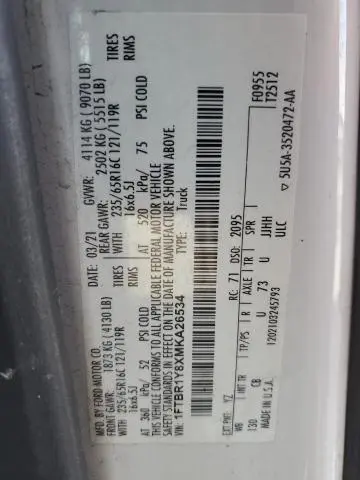 MFD. BY FORD MOTOR CO.
DATE: 03/21 GVWR: 4114 KG ( 9070 LB)
FRONT GAWR: 1873 KG (4130 LB) REAR GAWR: 2502 KG ( 5515 LB)
WITH 235/65R16C 121/119R TIRES WITH 235/65R16C 121/119R TIRES
16x6.5J RIMS 16x6.5J RIMS
AT 360 kPa/ 52 PSI COLD AT 520 kPa/ 75 PSI COLD
THIS VEHICLE CONFORMS TO ALL APPLICABLE FEDERAL MOTOR VEHICLE
SAFETY STANDARDS IN EFFECT ON THE DATE OF MANUFACTURE SHOWN ABOVE.
VIN: 1FTBR1Y8XMKA26534
TYPE: Truck
F0955
T2512
EXT PNT: YZ RC: 71 DSO: 2095
WB TP/PS R AXLE TR SPR
130 CB U 73 U JJHH
ULC
1202103245793
5U5A-3520472-AA